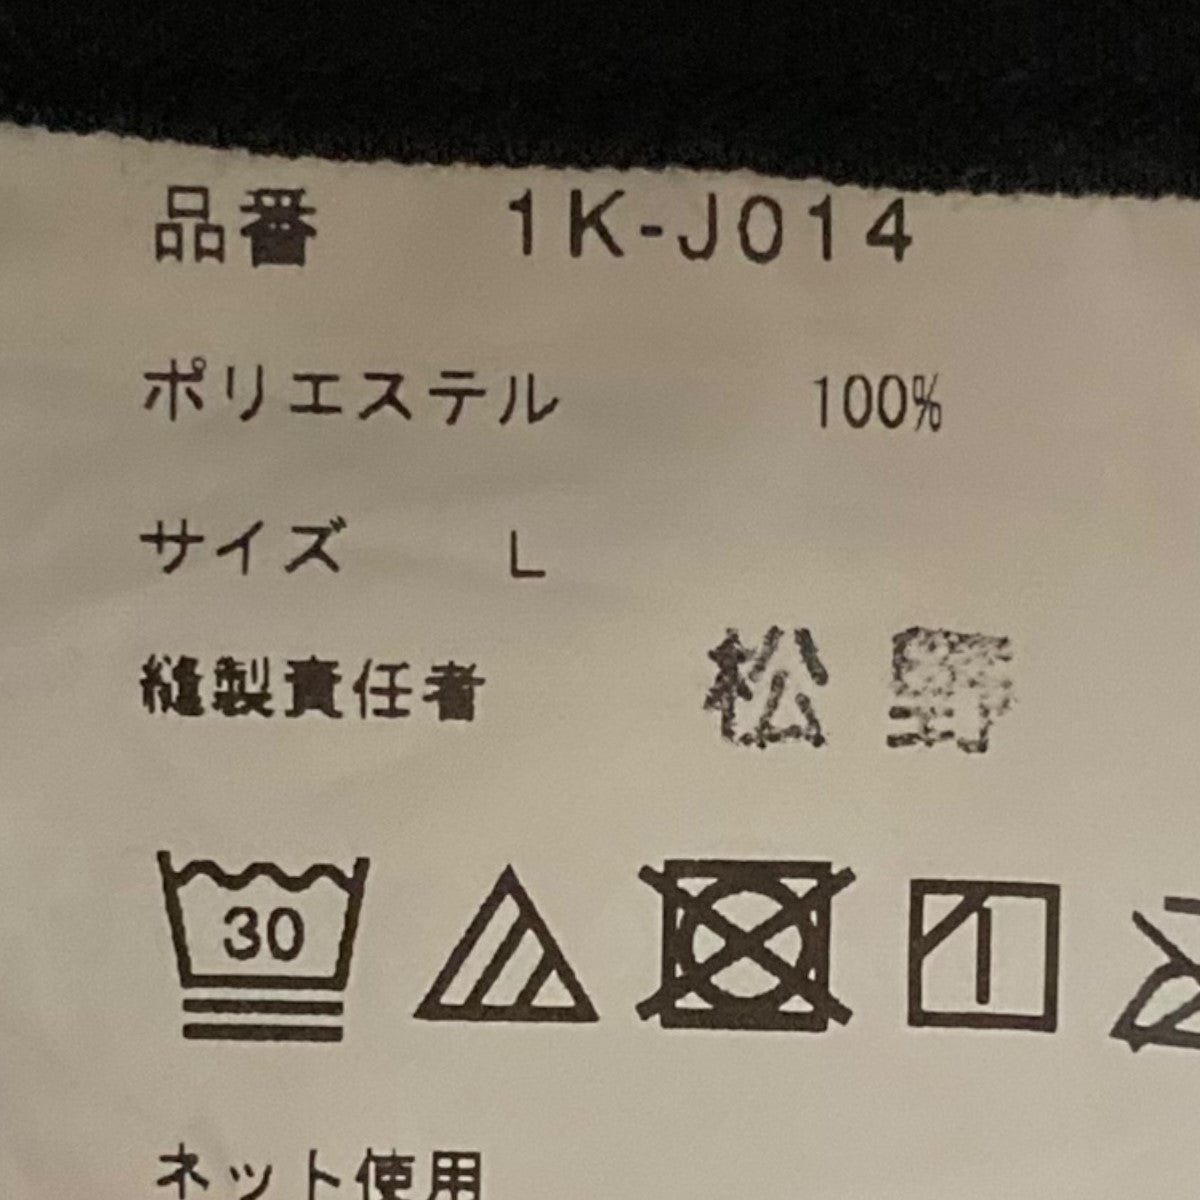 品番 1K-J014
ポリエステル 100%
サイズ L
縫製責任者 松野
30
ネット使用